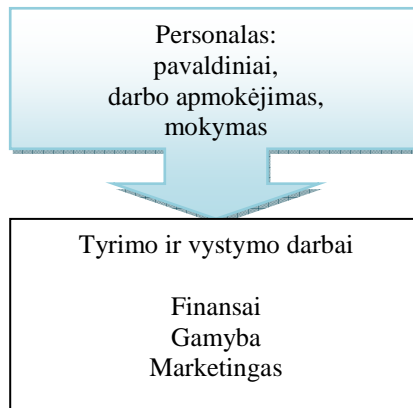 Personalas:
pavaldiniai,
darbo apmokėjimas,
mokymas
Tyrimo ir vystymo darbai
Finansai
Gamyba
Marketingas